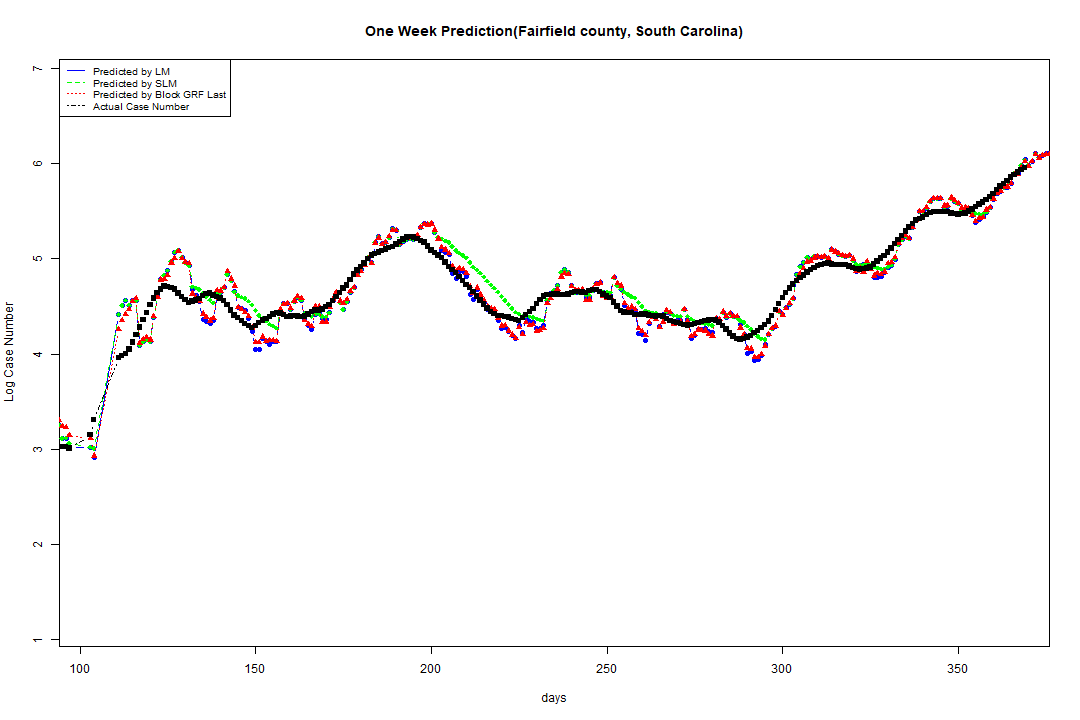 One Week Prediction(Fairfield county, South Carolina)
Predicted by LM
Predicted by SLM
Predicted by Block GRF Last
Actual Case Number
7
6
5
4
3
2
1
Log Case Number
100 150 200 250 300 350
days